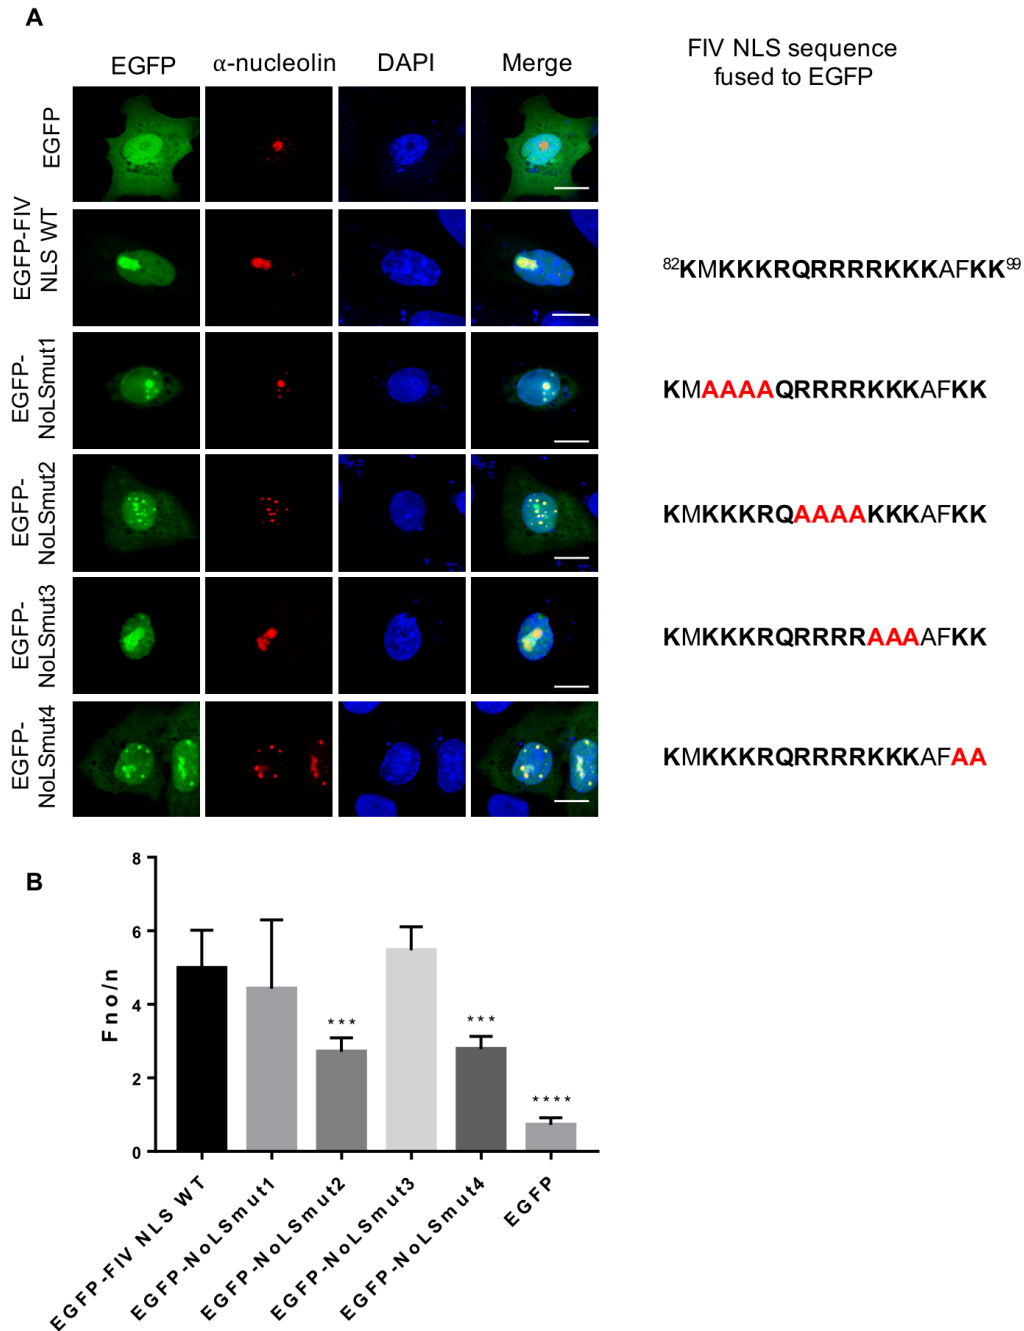 A
EGFP
α-nucleolin
DAPI
Merge
FIV NLS sequence
fused to EGFP
EGFP
EGFP-FIV
NLS WT
⁸²KMKKKRQRRRRKKKAFKK⁹⁹
EGFP-
NoLSmut1
KMAAAAQRRRRKKKAFKK
EGFP-
NoLSmut2
KMKKKRQAAAAKKKAFKK
EGFP-
NoLSmut3
KMKKKRQRRRRAAAAFKK
EGFP-
NoLSmut4
KMKKKRQRRRRKKKAFAA
B
8
6
4
2
0
Fno/n
***
***
****
EGFP-FIV NLS WT
EGFP-NoLSmut1
EGFP-NoLSmut2
EGFP-NoLSmut3
EGFP-NoLSmut4
EGFP